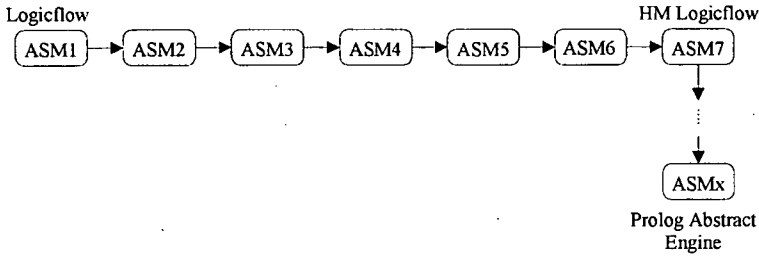 Logicflow
HM Logicflow
ASM1
ASM2
ASM3
ASM4
ASM5
ASM6
ASM7
ASMx
Prolog Abstract
Engine